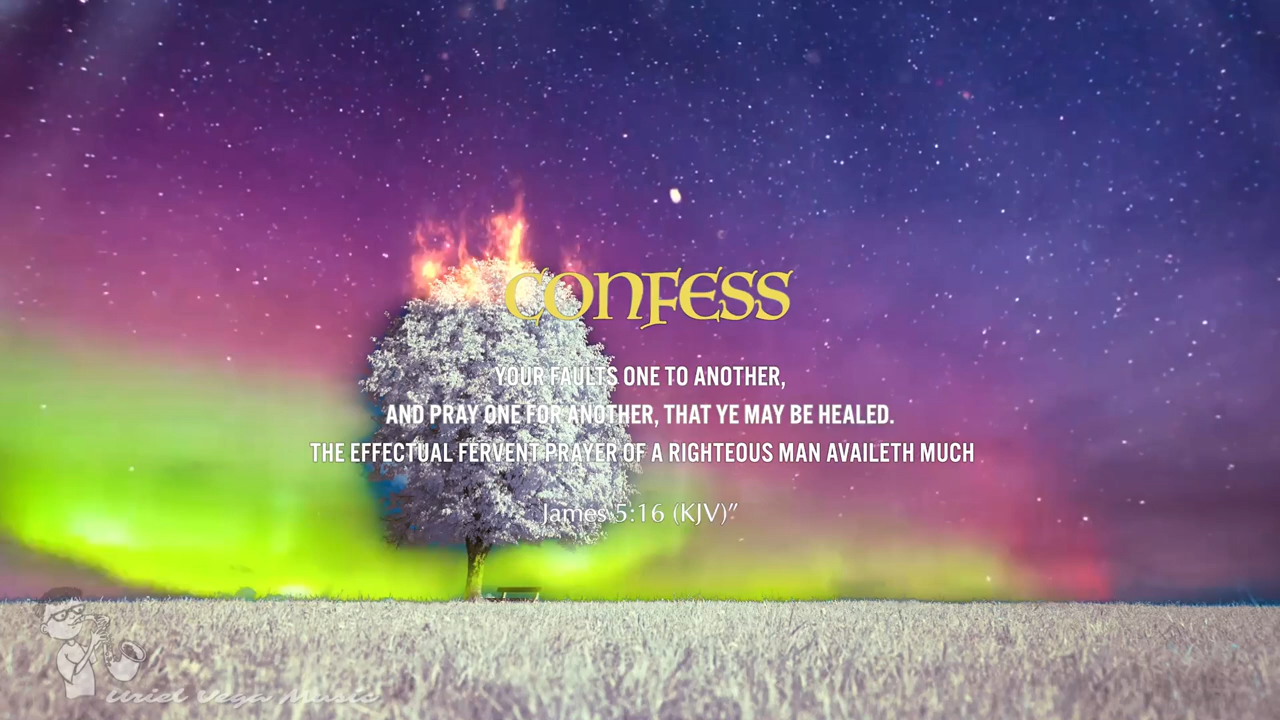 CONFESS
YOUR FAULTS ONE TO ANOTHER,
AND PRAY ONE FOR ANOTHER, THAT YE MAY BE HEALED.
THE EFFECTUAL FERVENT PRAYER OF A RIGHTEOUS MAN AVAILETH MUCH
James 5:16 (KJV)”
Uriel Vega Music